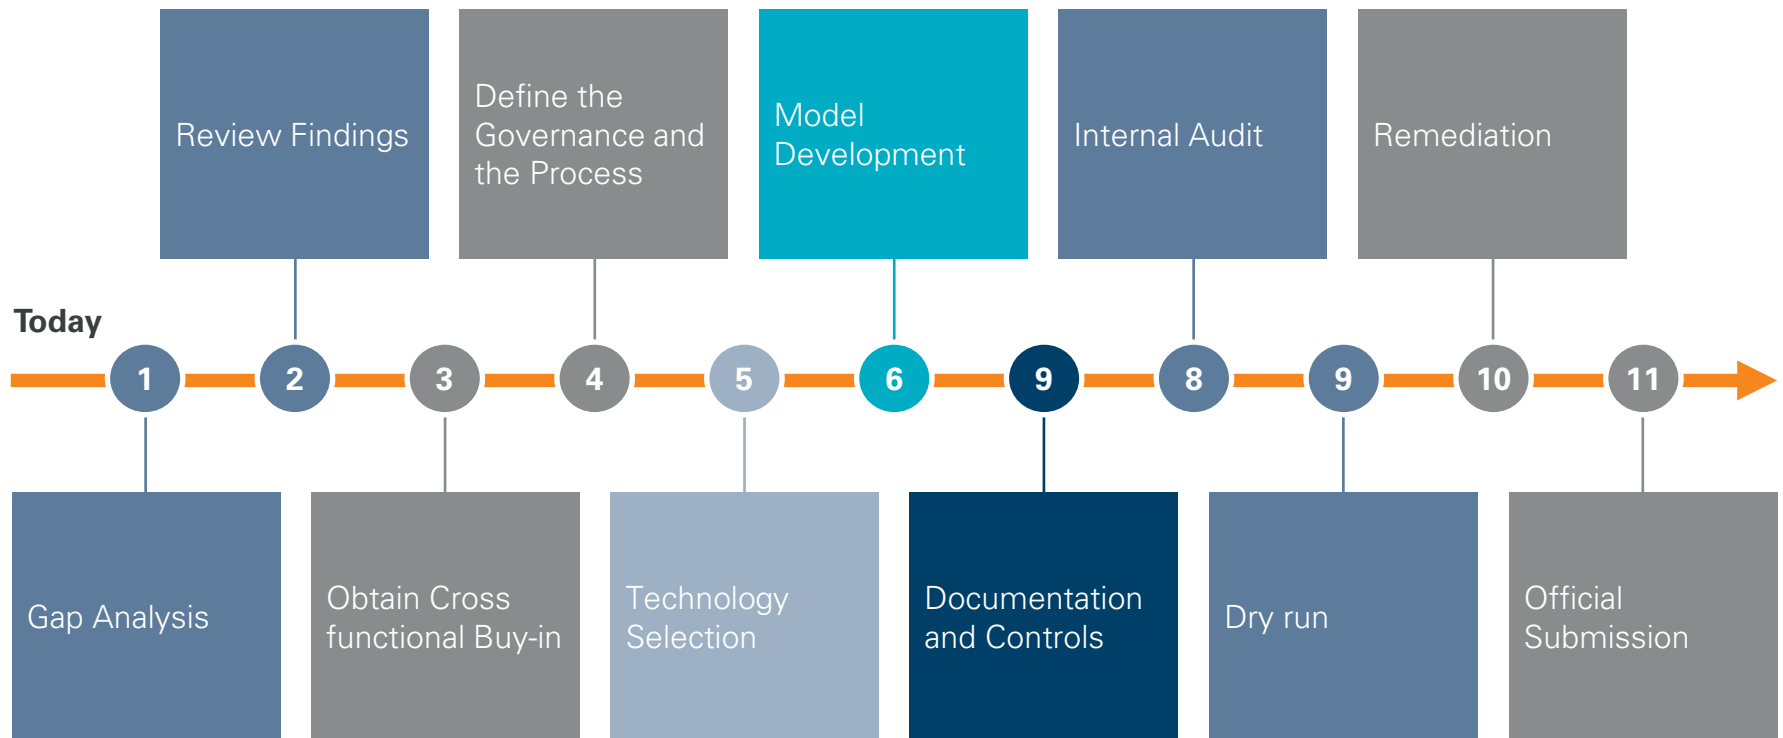 Review Findings
Define the
Governance and
the Process
Model
Development
Internal Audit
Remediation
Today
1 2 3 4 5 6 9 8 9 10 11
Gap Analysis
Obtain Cross
functional Buy-in
Technology
Selection
Documentation
and Controls
Dry run
Official
Submission